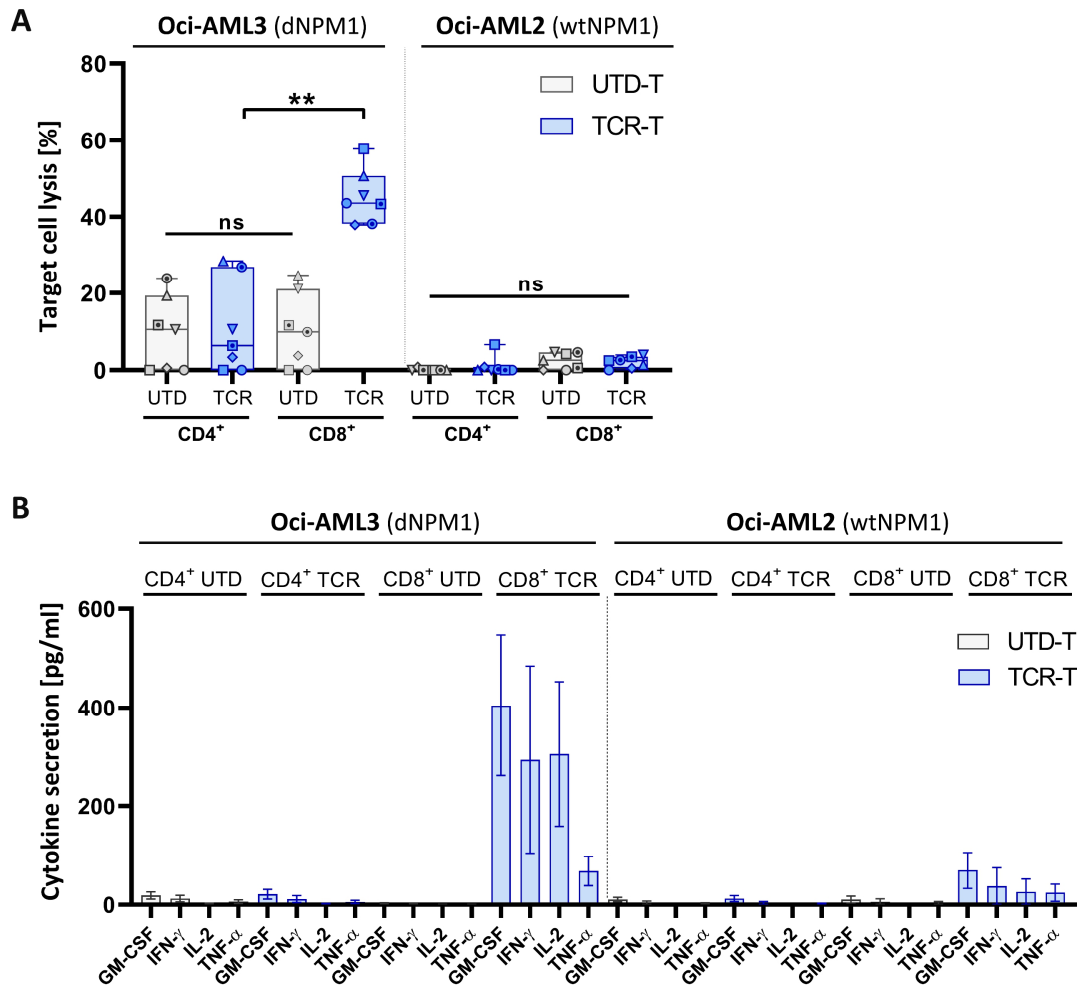 A
Oci-AML3 (dNPM1) Oci-AML2 (wtNPM1)
Target cell lysis [%]
80
60
40
20
0
UTD-T
TCR-T
**
ns
ns
UTD TCR UTD TCR UTD TCR UTD TCR
CD4+ CD8+ CD4+ CD8+
B
Oci-AML3 (dNPM1) Oci-AML2 (wtNPM1)
CD4+ UTD CD4+ TCR CD8+ UTD CD8+ TCR CD4+ UTD CD4+ TCR CD8+ UTD CD8+ TCR
Cytokine secretion [pg/ml]
600
400
200
0
UTD-T
TCR-T
GM-CSF IFN-γ IL-2 TNF-α GM-CSF IFN-γ IL-2 TNF-α GM-CSF IFN-γ IL-2 TNF-α GM-CSF IFN-γ IL-2 TNF-α GM-CSF IFN-γ IL-2 TNF-α GM-CSF IFN-γ IL-2 TNF-α GM-CSF IFN-γ IL-2 TNF-α GM-CSF IFN-γ IL-2 TNF-α